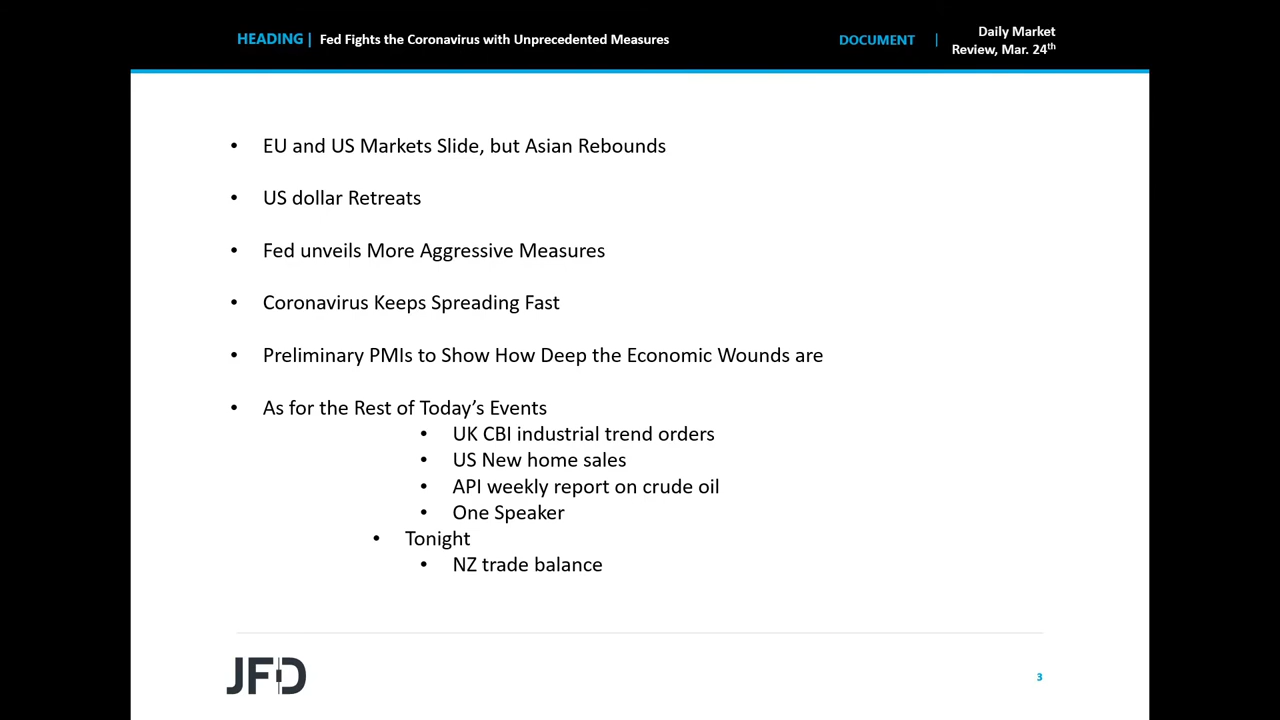 HEADING | Fed Fights the Coronavirus with Unprecedented Measures
DOCUMENT | Daily Market
Review, Mar. 24th
• EU and US Markets Slide, but Asian Rebounds
• US dollar Retreats
• Fed unveils More Aggressive Measures
• Coronavirus Keeps Spreading Fast
• Preliminary PMIs to Show How Deep the Economic Wounds are
• As for the Rest of Today’s Events
• UK CBI industrial trend orders
• US New home sales
• API weekly report on crude oil
• One Speaker
• Tonight
• NZ trade balance
JFD
3